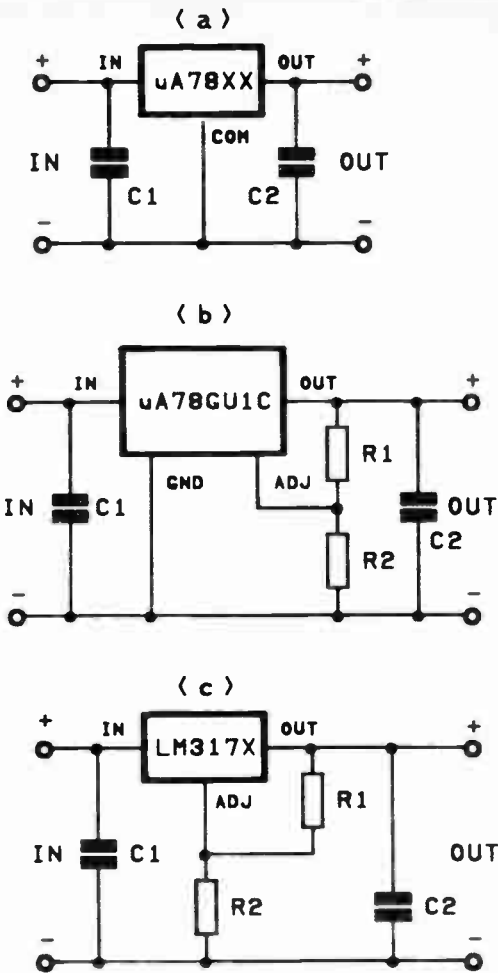 〈 a 〉
+ IN uA78XX OUT +
COM
IN C1 C2 OUT
− −
〈 b 〉
+ IN uA78GU1C OUT +
GND ADJ R1
IN C1 R2 C2 OUT
− −
〈 c 〉
+ IN LM317X OUT +
ADJ R1
IN C1 R2 C2 OUT
− −